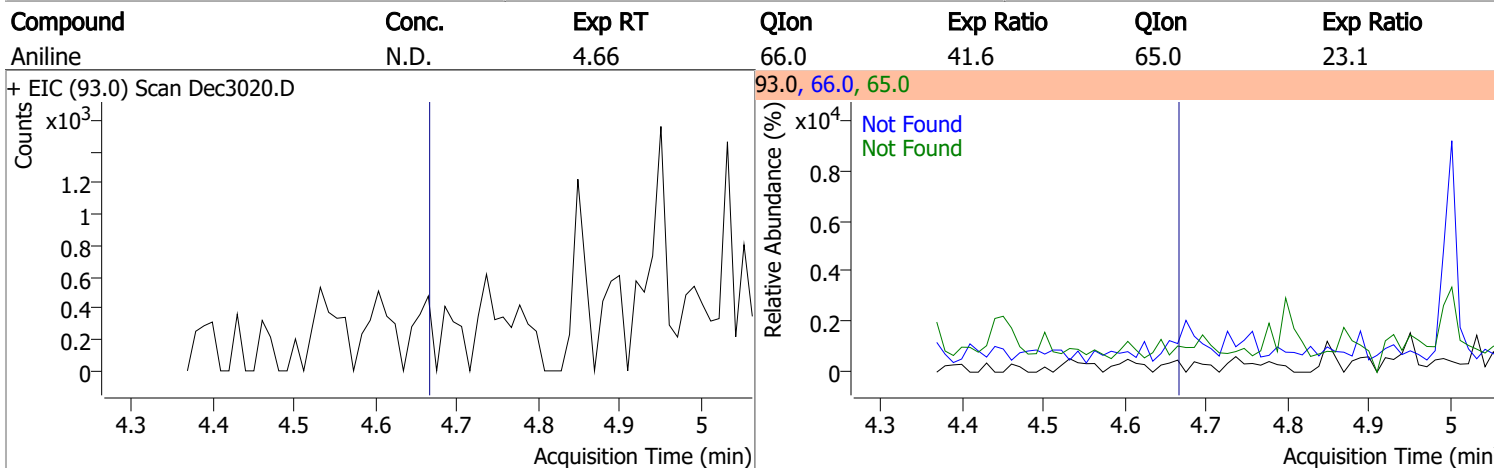 Compound Conc. Exp RT QIon Exp Ratio QIon Exp Ratio
Aniline N.D. 4.66 66.0 41.6 65.0 23.1
+ EIC (93.0) Scan Dec3020.D
Counts
x10³
1.2
1
0.8
0.6
0.4
0.2
0
4.3 4.4 4.5 4.6 4.7 4.8 4.9 5
Acquisition Time (min)
93.0, 66.0, 65.0
Relative Abundance (%)
x10⁴
Not Found
Not Found
0.8
0.6
0.4
0.2
0
4.3 4.4 4.5 4.6 4.7 4.8 4.9 5
Acquisition Time (min